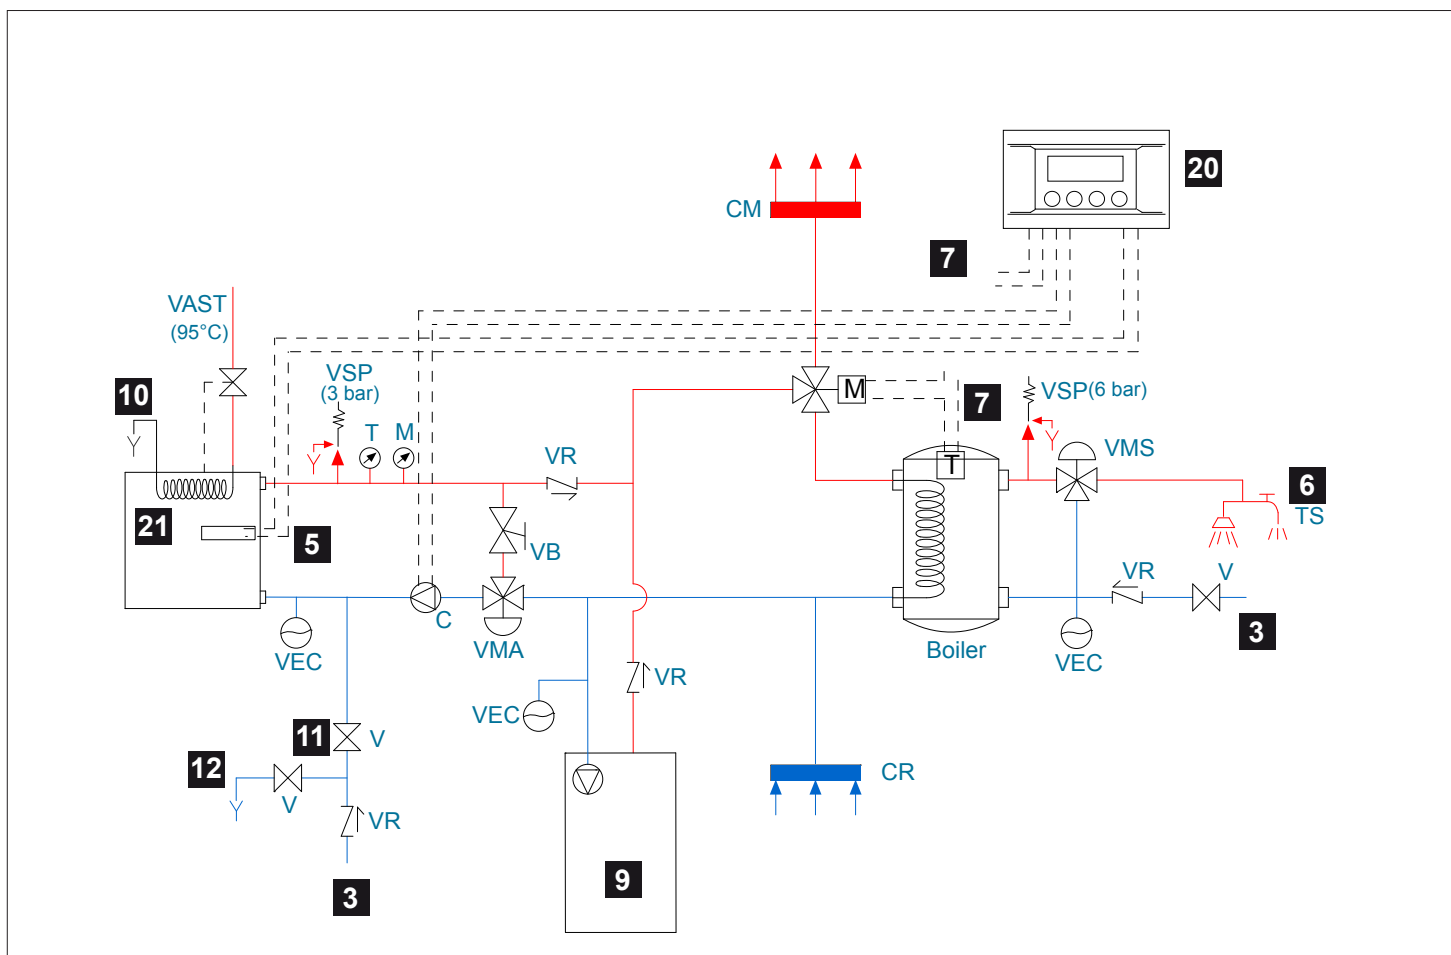 20
CM
7
VAST
(95°C)
VSP
(3 bar)
10
T
M
M
7
VSP (6 bar)
VR
VMS
T
6
TS
21
5
VB
VR
V
C
VMA
VEC
Boiler
VEC
3
VR
VEC
11
V
12
V
CR
VR
9
3